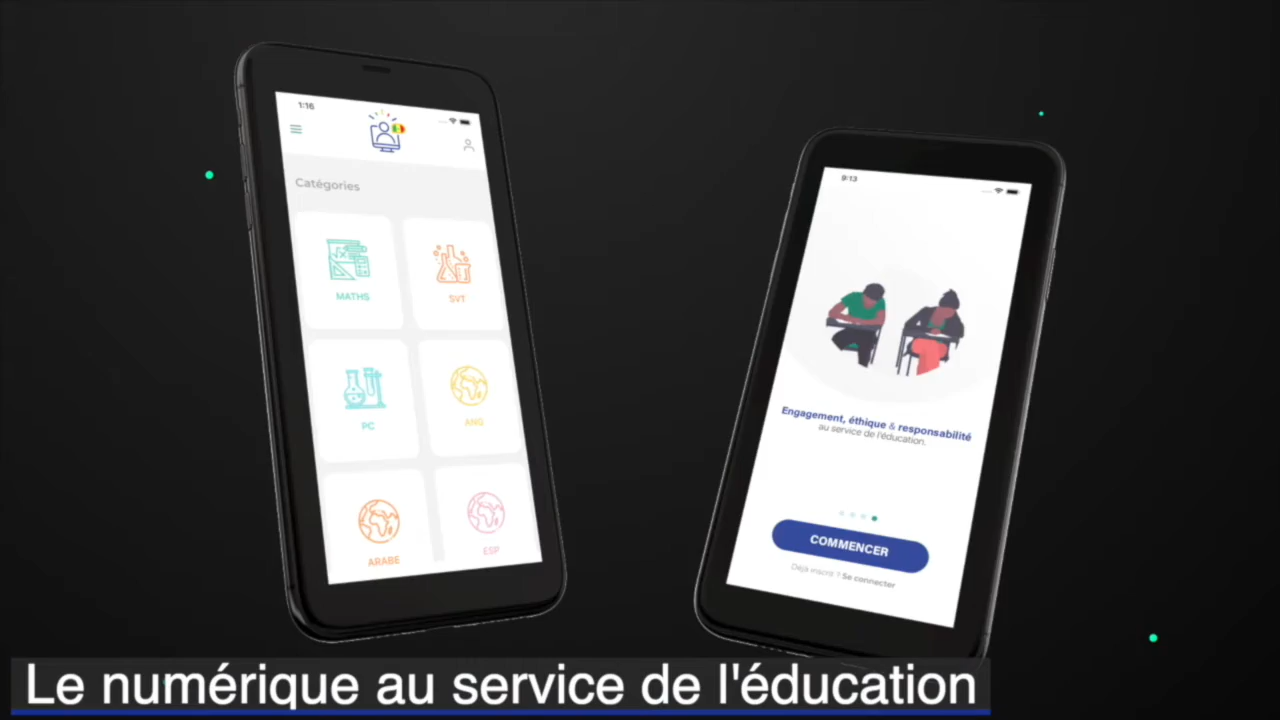 1:16
Catégories
MATHS
SVT
PC
ANG
ARABE
ESP
9:13
Engagement, éthique & responsabilité
au service de l'éducation.
COMMENCER
Déjà inscrit ? Se connecter
Le numérique au service de l'éducation